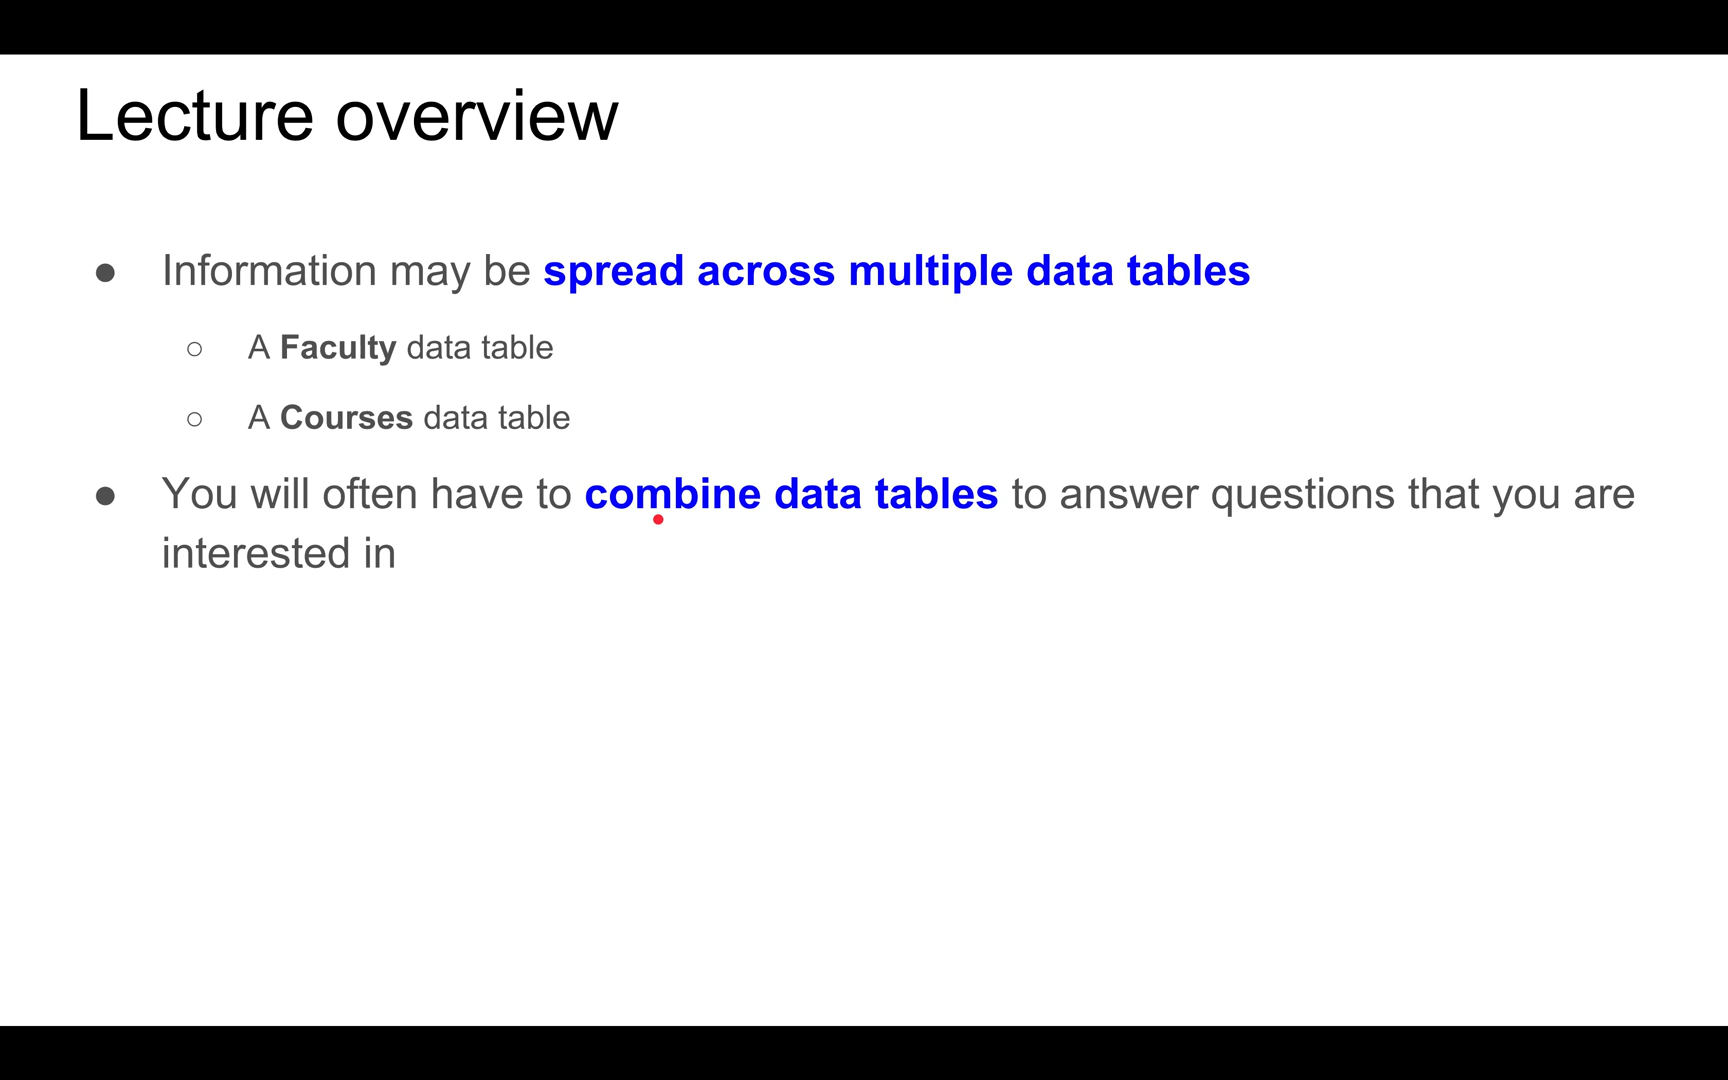 Lecture overview
● Information may be spread across multiple data tables
○ A Faculty data table
○ A Courses data table
● You will often have to combine data tables to answer questions that you are
interested in